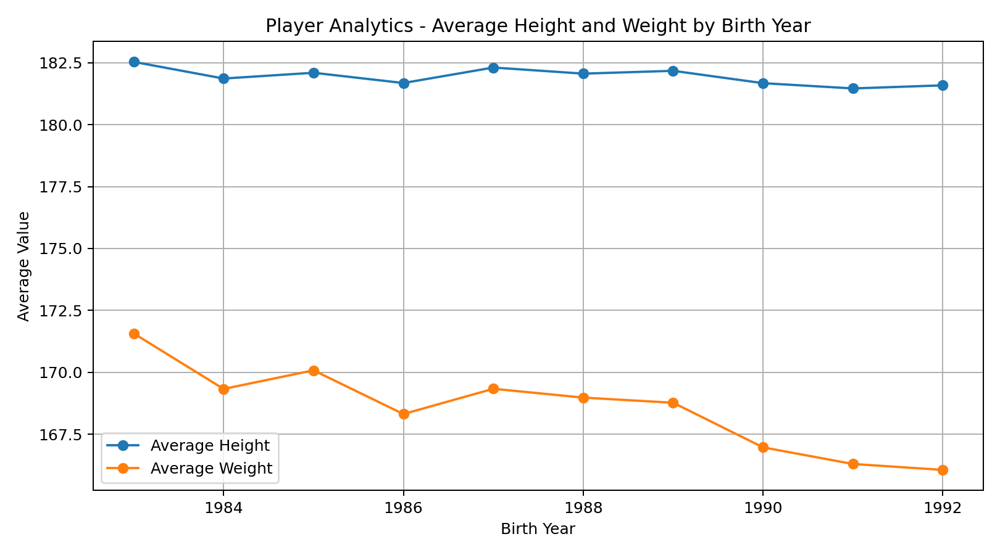 Player Analytics - Average Height and Weight by Birth Year
182.5
180.0
177.5
175.0
172.5
170.0
167.5
Average Value
Average Height
Average Weight
1984 1986 1988 1990 1992
Birth Year